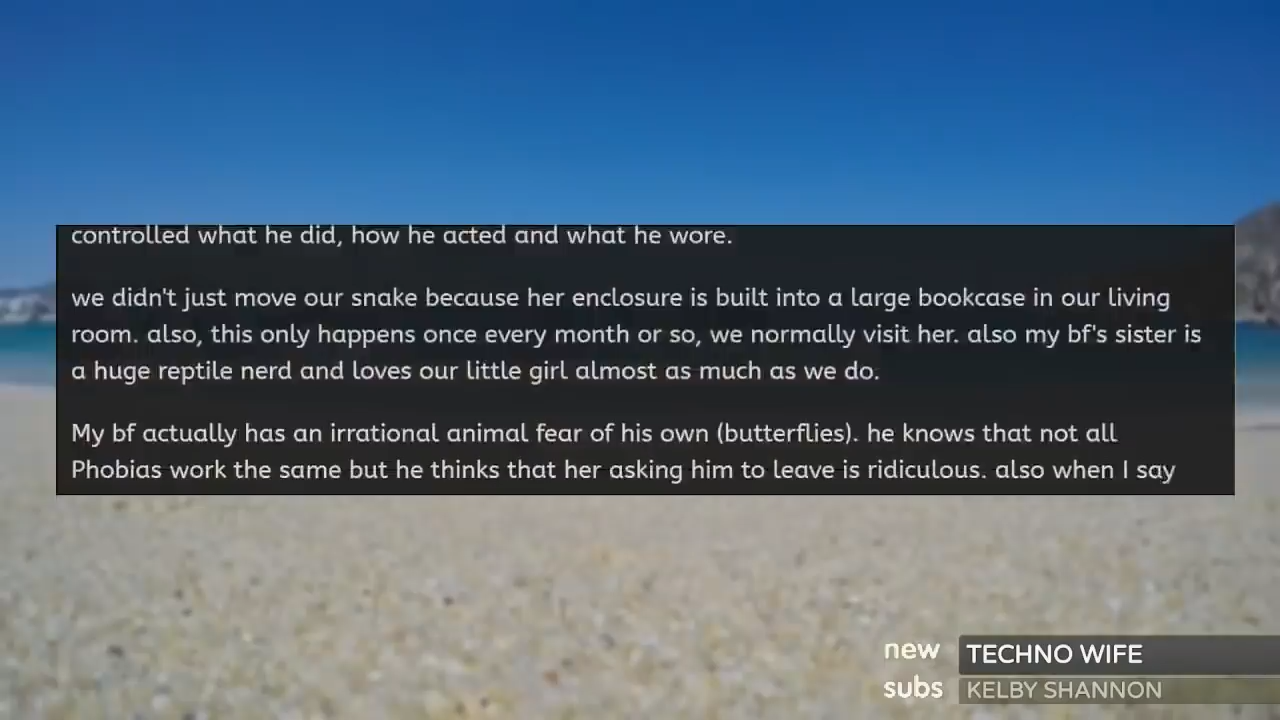 controlled what he did, how he acted and what he wore.
we didn't just move our snake because her enclosure is built into a large bookcase in our living
room. also, this only happens once every month or so, we normally visit her. also my bf's sister is
a huge reptile nerd and loves our little girl almost as much as we do.
My bf actually has an irrational animal fear of his own (butterflies). he knows that not all
Phobias work the same but he thinks that her asking him to leave is ridiculous. also when I say
new TECHNO WIFE
subs KELBY SHANNON